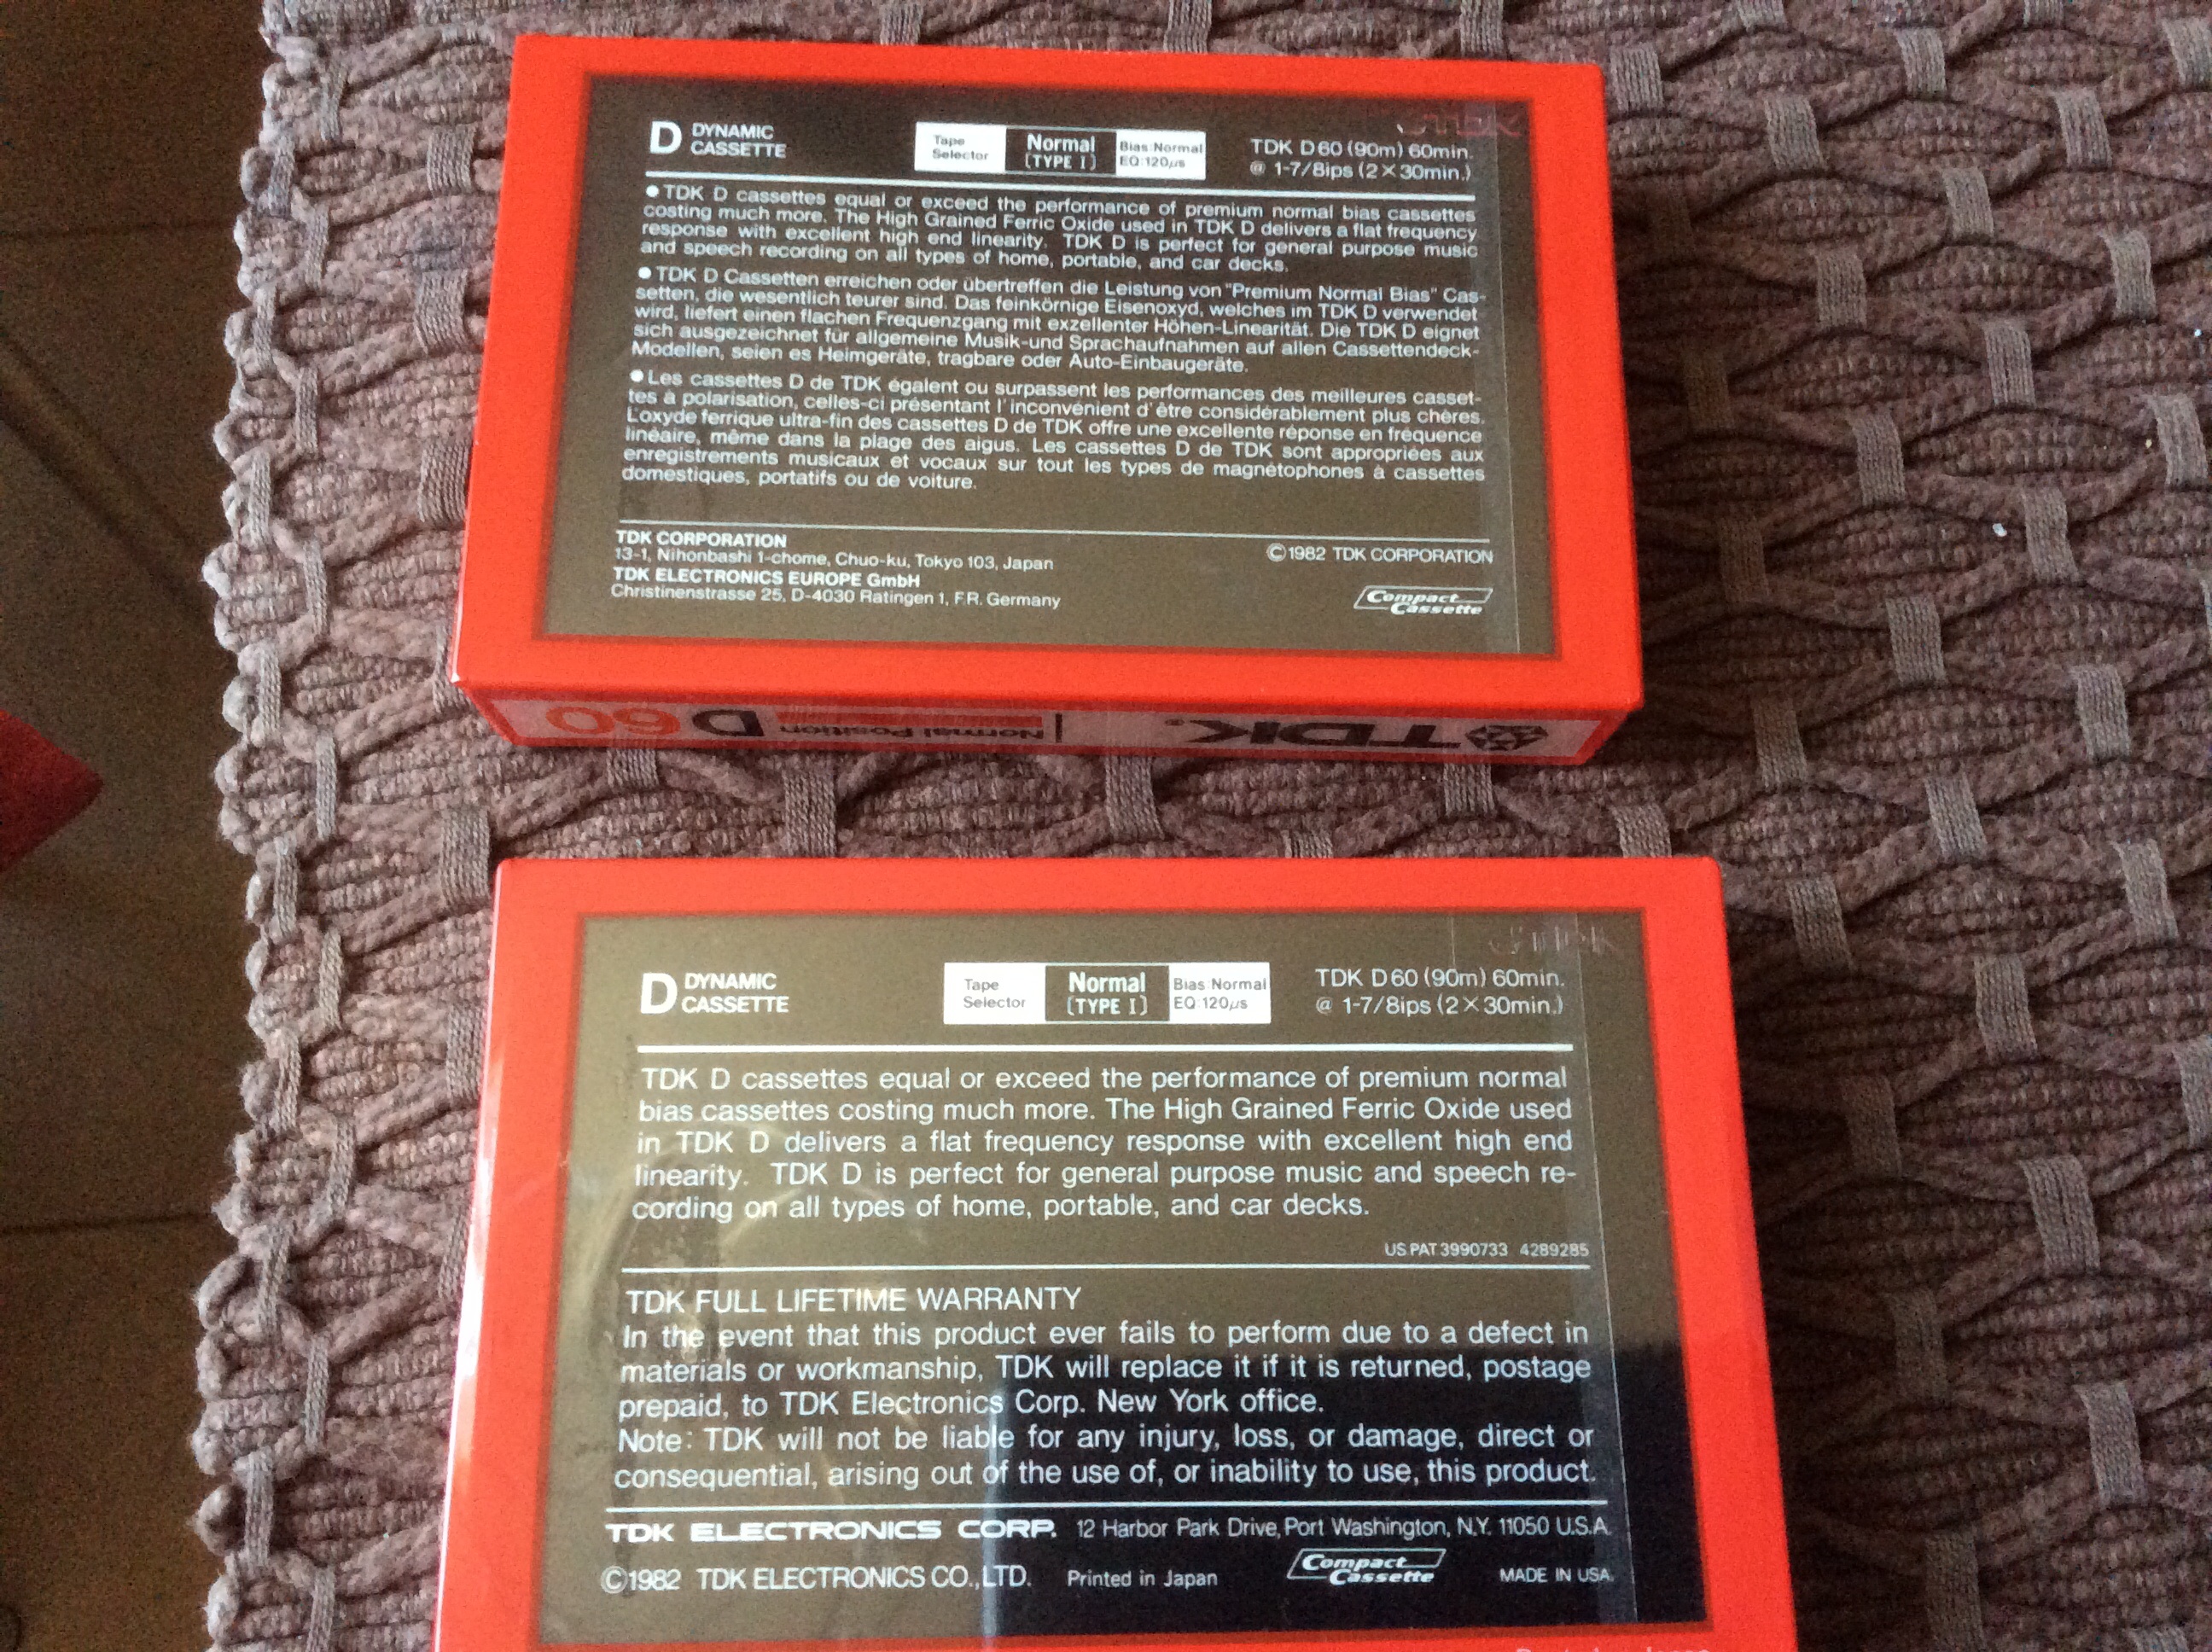 D DYNAMIC CASSETTE
Tape Selector Normal (TYPE I) Bias:Normal EQ:120μs
TDK D60 (90m) 60min.
@ 1-7/8ips (2×30min.)
●TDK D cassettes equal or exceed the performance of premium normal bias cassettes
costing much more. The High Grained Ferric Oxide used in TDK D delivers a flat frequency
response with excellent high end linearity. TDK D is perfect for general purpose music
and speech recording on all types of home, portable, and car decks.
●TDK D Cassetten erreichen oder übertreffen die Leistung von "Premium Normal Bias" Cas-
setten, die wesentlich teurer sind. Das feinkörnige Eisenoxyd, welches im TDK D verwendet
wird, liefert einen flachen Frequenzgang mit exzellenter Höhen-Linearität. Die TDK D eignet
sich ausgezeichnet für allgemeine Musik-und Sprachaufnahmen auf allen Cassettendeck-
Modellen, seien es Heimgeräte, tragbare oder Auto-Einbaugeräte.
●Les cassettes D de TDK égalent ou surpassent les performances des meilleures casset-
tes à polarisation, celles-ci présentant l'inconvénient d'être considérablement plus chères.
L'oxyde ferrique ultra-fin des cassettes D de TDK offre une excellente réponse en fréquence
linéaire, même dans la plage des aigus. Les cassettes D de TDK sont appropriées aux
enregistrements musicaux et vocaux sur tout les types de magnétophones à cassettes
domestiques, portatifs ou de voiture.
TDK CORPORATION
13-1, Nihonbashi 1-chome, Chuo-ku, Tokyo 103, Japan
TDK ELECTRONICS EUROPE GmbH
Christinenstrasse 25, D-4030 Ratingen 1, F.R. Germany
©1982 TDK CORPORATION
Compact Cassette
TDK® Normal Position D60
D DYNAMIC CASSETTE
Tape Selector Normal (TYPE I) Bias:Normal EQ:120μs
TDK D60 (90m) 60min.
@ 1-7/8ips (2×30min.)
TDK D cassettes equal or exceed the performance of premium normal
bias cassettes costing much more. The High Grained Ferric Oxide used
in TDK D delivers a flat frequency response with excellent high end
linearity. TDK D is perfect for general purpose music and speech re-
cording on all types of home, portable, and car decks.
US PAT 3990733 4289285
TDK FULL LIFETIME WARRANTY
In the event that this product ever fails to perform due to a defect in
materials or workmanship, TDK will replace it if it is returned, postage
prepaid, to TDK Electronics Corp. New York office.
Note: TDK will not be liable for any injury, loss, or damage, direct or
consequential, arising out of the use of, or inability to use, this product.
TDK ELECTRONICS CORP. 12 Harbor Park Drive, Port Washington, N.Y. 11050 U.S.A.
©1982 TDK ELECTRONICS CO., LTD. Printed in Japan Compact Cassette MADE IN USA.